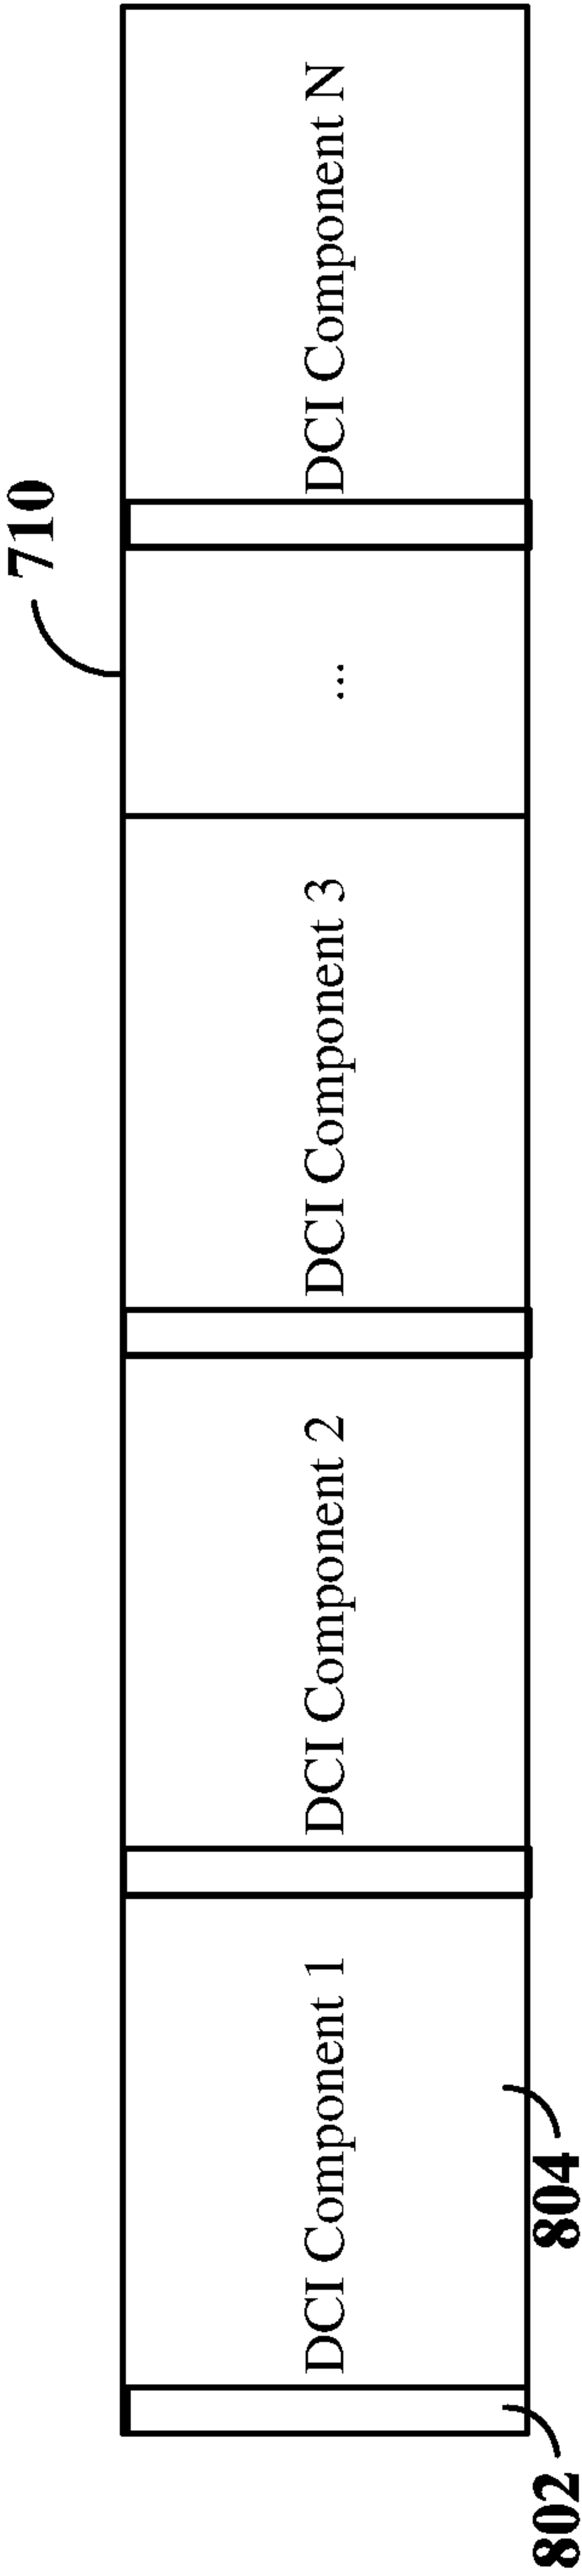 710
DCI Component 1
DCI Component 2
DCI Component 3
...
DCI Component N
802
804